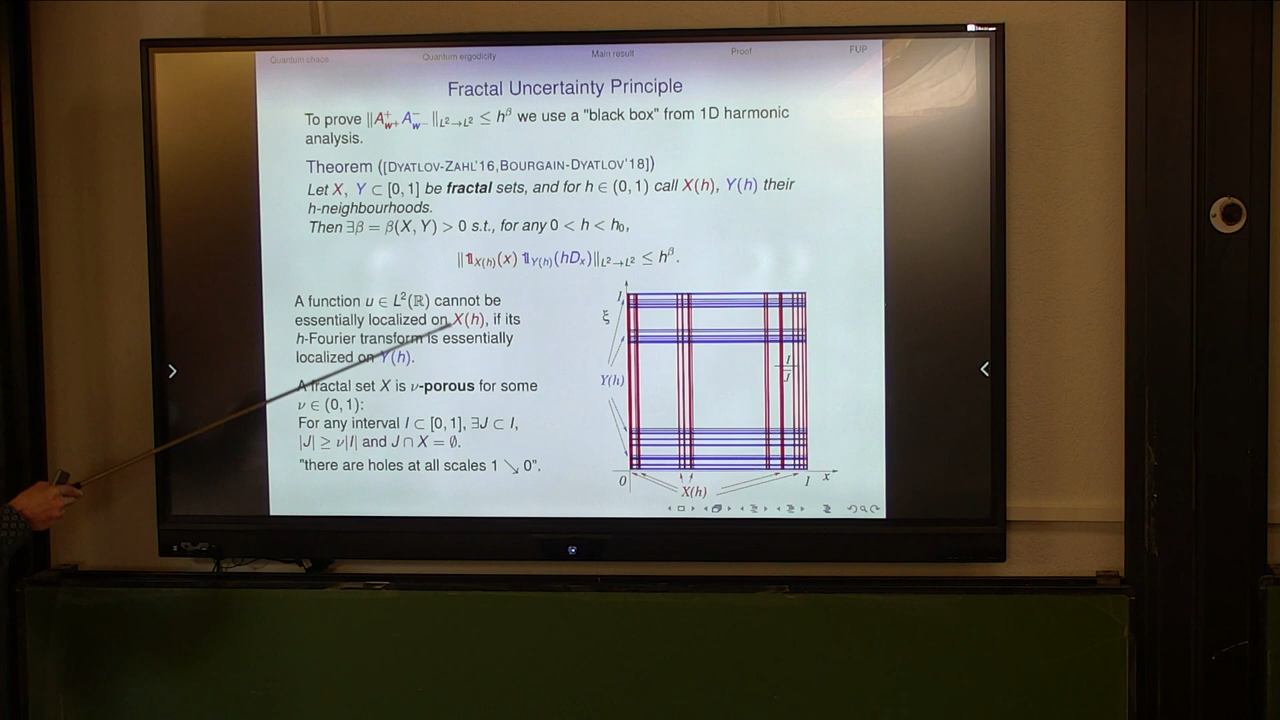 Quantum chaos Quantum ergodicity Main result Proof FUP
Fractal Uncertainty Principle
To prove ‖A⁺_{w⁺} A⁻_{w⁻}‖_{L²→L²} ≤ h^β we use a "black box" from 1D harmonic
analysis.
Theorem ([DYATLOV-ZAHL'16,BOURGAIN-DYATLOV'18])
Let X, Y ⊂ [0, 1] be fractal sets, and for h ∈ (0, 1) call X(h), Y(h) their
h-neighbourhoods.
Then ∃β = β(X, Y) > 0 s.t., for any 0 < h < h₀,
‖𝟙_{X(h)}(x) 𝟙_{Y(h)}(hD_x)‖_{L²→L²} ≤ h^β.
A function u ∈ L²(ℝ) cannot be
essentially localized on X(h), if its
h-Fourier transform is essentially
localized on Y(h).
A fractal set X is ν-porous for some
ν ∈ (0, 1):
For any interval I ⊂ [0, 1], ∃J ⊂ I,
|J| ≥ ν|I| and J ∩ X = ∅.
"there are holes at all scales 1 ↘ 0".
1
ξ
I
J
Y(h)
0
X(h)
1
x